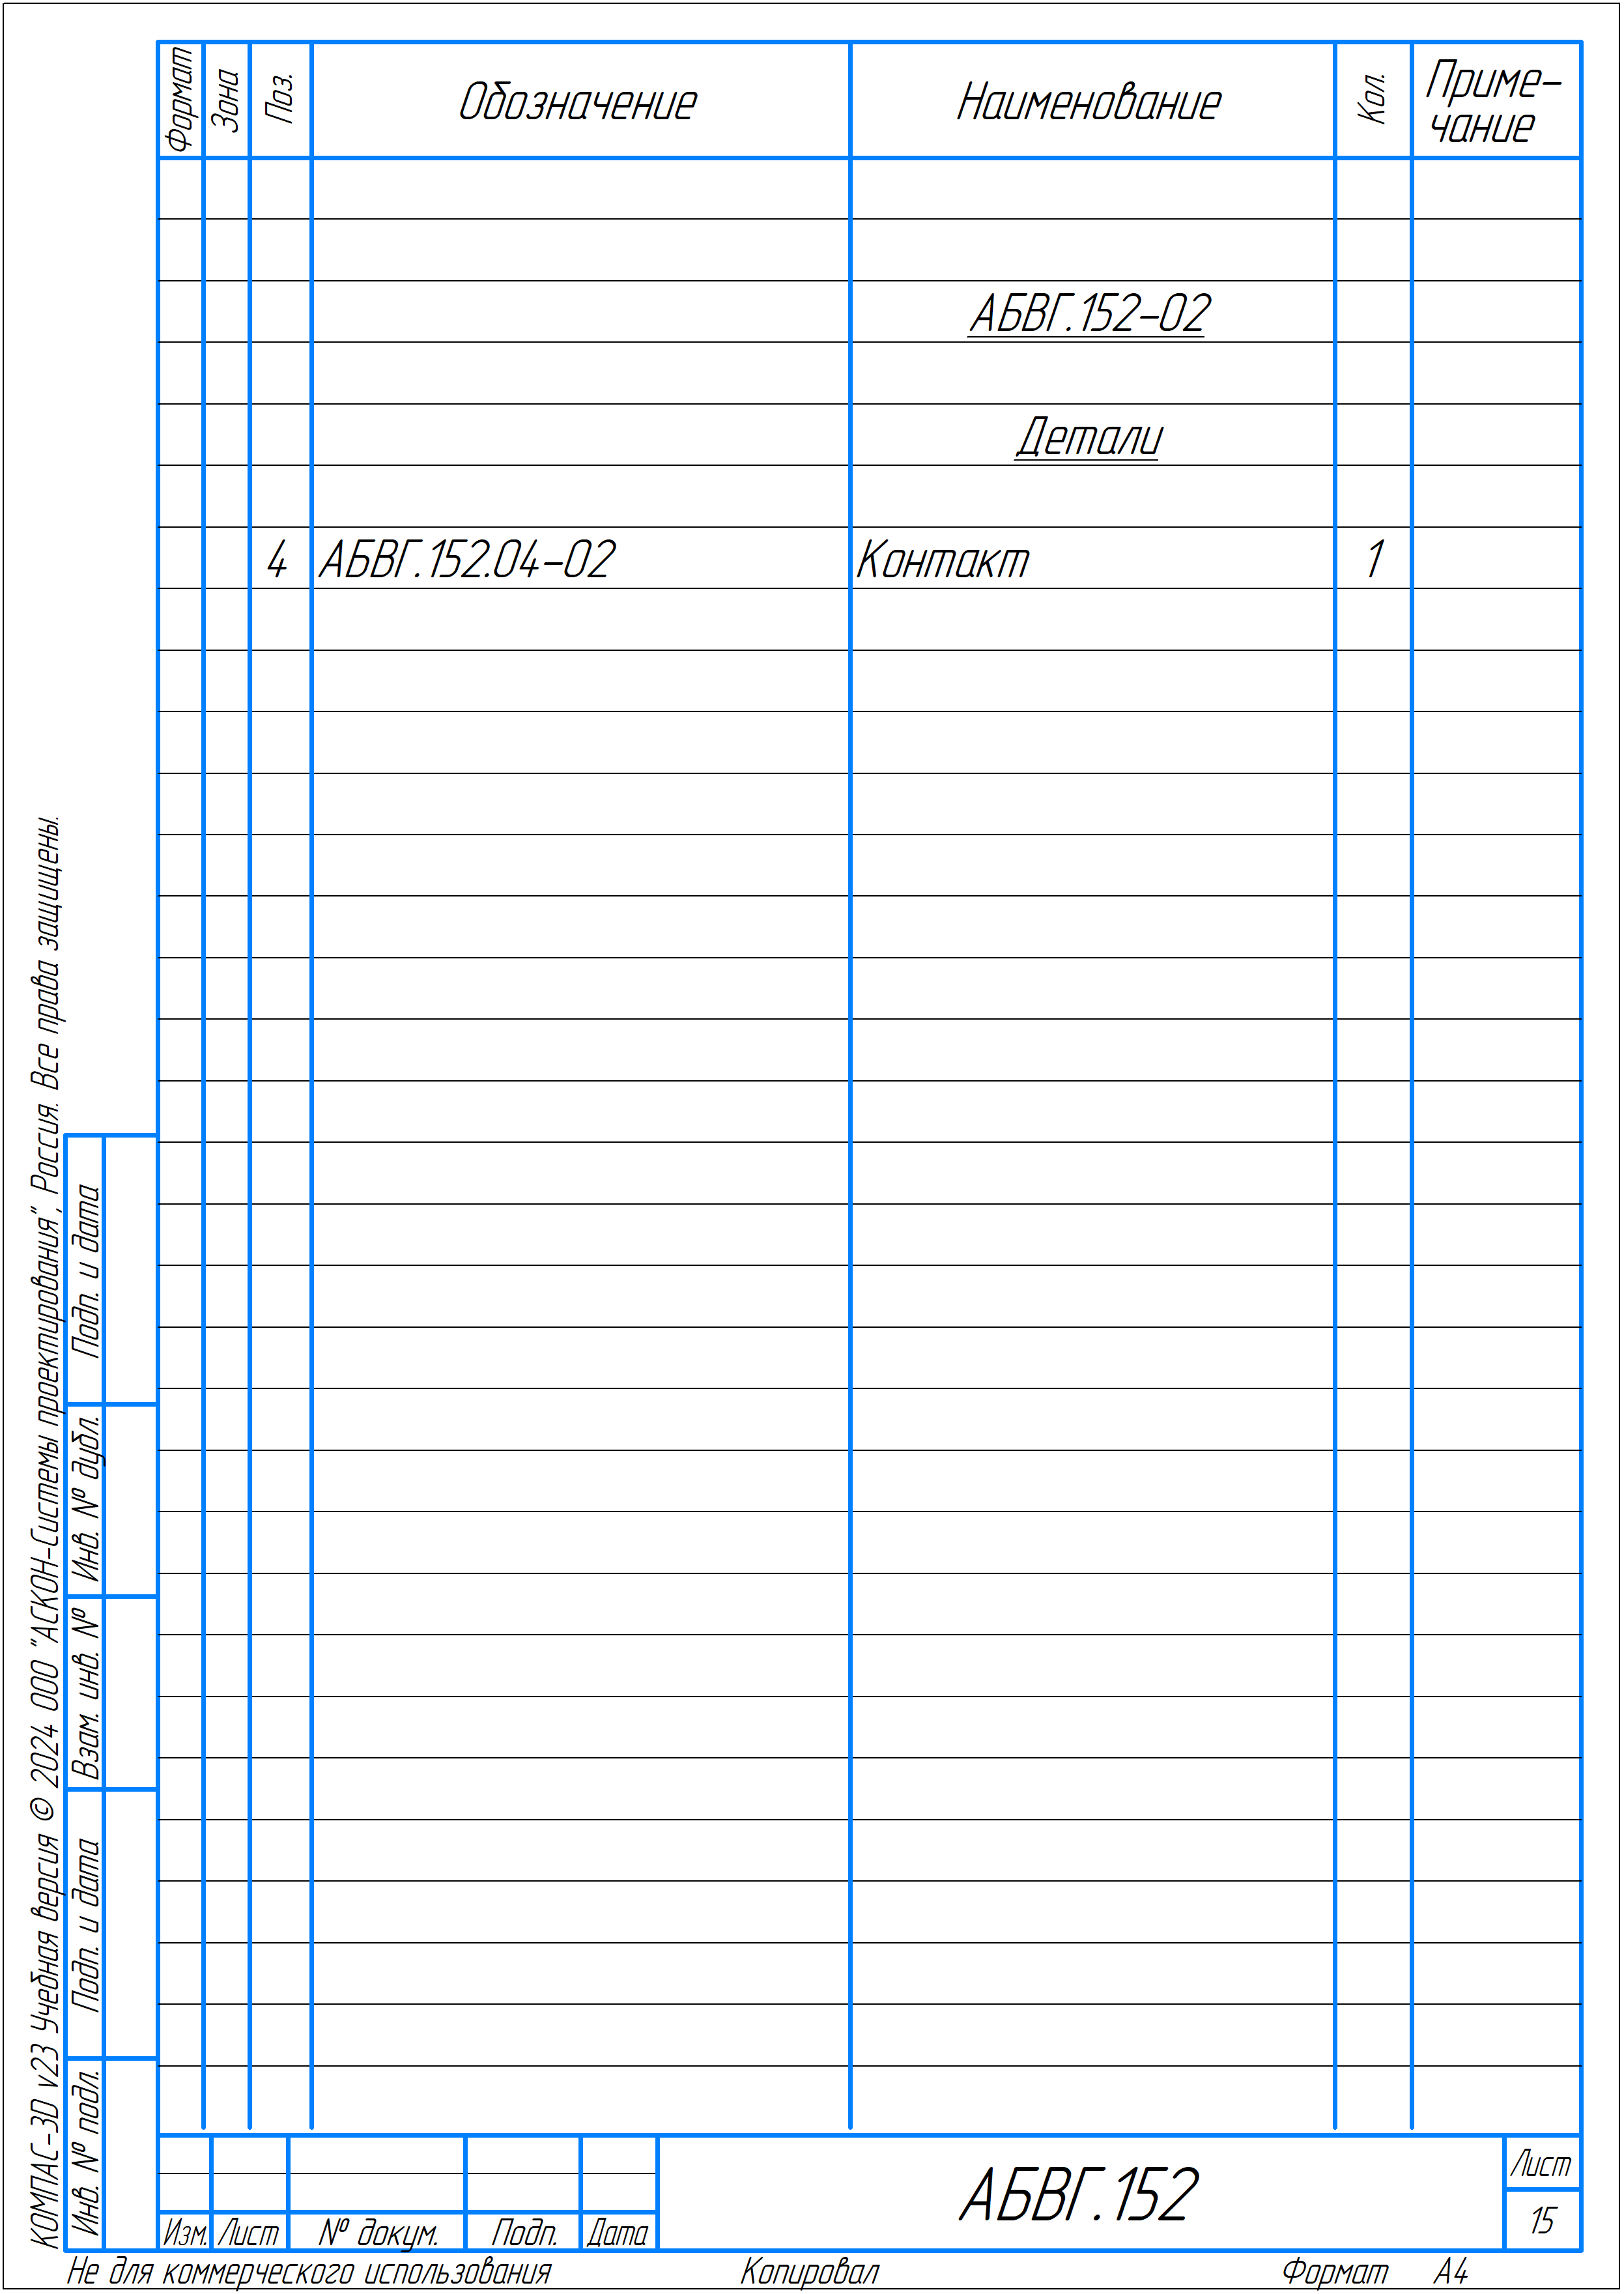 Формат
Зона
Поз.
Обозначение
Наименование
Кол.
Приме-
чание
АБВГ.152-02
Детали
4 АБВГ.152.04-02 Контакт 1
КОМПАС-3D v23 Учебная версия © 2024 ООО "АСКОН-Системы проектирования", Россия. Все права защищены.
Подп. и дата
Инв. № дубл.
Взам. инв. №
Подп. и дата
Инв. № подл.
Изм. Лист № докум. Подп. Дата
АБВГ.152
Лист
15
Не для коммерческого использования Копировал Формат А4